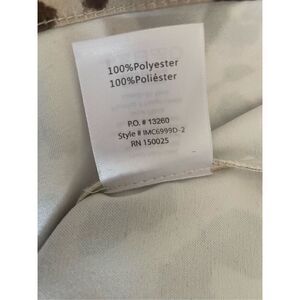 100%Polyester
100%Poliéster
P.O. # 13260
Style # IMC6999D-2
RN 150025